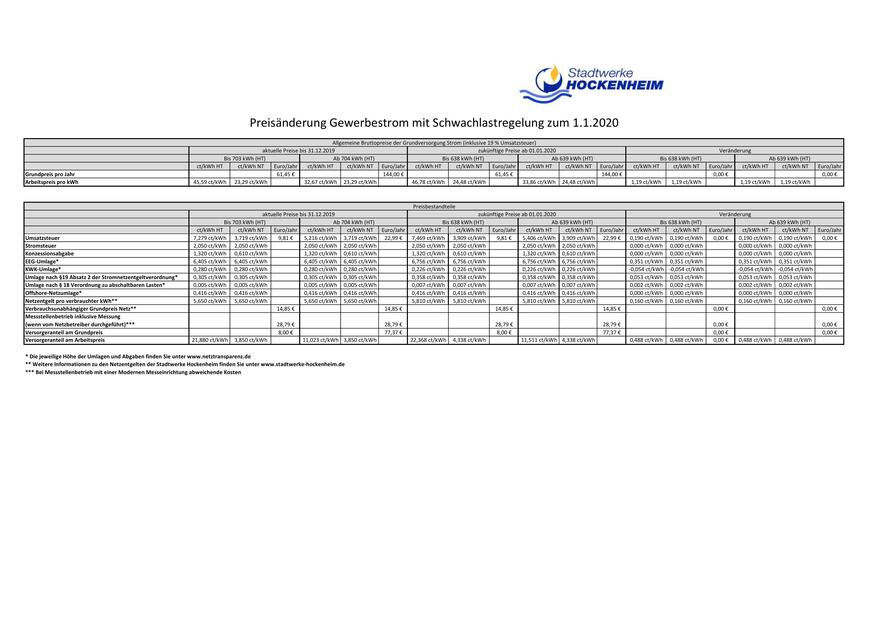 Stadtwerke
HOCKENHEIM
Preisänderung Gewerbestrom mit Schwachlastregelung zum 1.1.2020
Allgemeine Bruttopreise der Grundversorgung Strom (inklusive 19 % Umsatzsteuer)
aktuelle Preise bis 31.12.2019 zukünftige Preise ab 01.01.2020 Veränderung
Bis 703 kWh (HT) Ab 704 kWh (HT) Bis 638 kWh (HT) Ab 639 kWh (HT) Bis 638 kWh (HT) Ab 639 kWh (HT)
ct/kWh HT ct/kWh NT Euro/Jahr ct/kWh HT ct/kWh NT Euro/Jahr ct/kWh HT ct/kWh NT Euro/Jahr ct/kWh HT ct/kWh NT Euro/Jahr ct/kWh HT ct/kWh NT Euro/Jahr ct/kWh HT ct/kWh NT Euro/Jahr
Grundpreis pro Jahr 61,45 € 144,00 € 61,45 € 144,00 € 0,00 € 0,00 €
Arbeitspreis pro kWh 45,59 ct/kWh 23,29 ct/kWh 32,67 ct/kWh 23,29 ct/kWh 46,78 ct/kWh 24,48 ct/kWh 33,86 ct/kWh 24,48 ct/kWh 1,19 ct/kWh 1,19 ct/kWh 1,19 ct/kWh 1,19 ct/kWh
Preisbestandteile
aktuelle Preise bis 31.12.2019 zukünftige Preise ab 01.01.2020 Veränderung
Bis 703 kWh (HT) Ab 704 kWh (HT) Bis 638 kWh (HT) Ab 639 kWh (HT) Bis 638 kWh (HT) Ab 639 kWh (HT)
ct/kWh HT ct/kWh NT Euro/Jahr ct/kWh HT ct/kWh NT Euro/Jahr ct/kWh HT ct/kWh NT Euro/Jahr ct/kWh HT ct/kWh NT Euro/Jahr ct/kWh HT ct/kWh NT Euro/Jahr ct/kWh HT ct/kWh NT Euro/Jahr
Umsatzsteuer 7,279 ct/kWh 3,719 ct/kWh 9,81 € 5,216 ct/kWh 3,719 ct/kWh 22,99 € 7,469 ct/kWh 3,909 ct/kWh 9,81 € 5,406 ct/kWh 3,909 ct/kWh 22,99 € 0,190 ct/kWh 0,190 ct/kWh 0,00 € 0,190 ct/kWh 0,190 ct/kWh 0,00 €
Stromsteuer 2,050 ct/kWh 2,050 ct/kWh 2,050 ct/kWh 2,050 ct/kWh 2,050 ct/kWh 2,050 ct/kWh 2,050 ct/kWh 2,050 ct/kWh 0,000 ct/kWh 0,000 ct/kWh 0,000 ct/kWh 0,000 ct/kWh
Konzessionsabgabe 1,320 ct/kWh 0,610 ct/kWh 1,320 ct/kWh 0,610 ct/kWh 1,320 ct/kWh 0,610 ct/kWh 1,320 ct/kWh 0,610 ct/kWh 0,000 ct/kWh 0,000 ct/kWh 0,000 ct/kWh 0,000 ct/kWh
EEG-Umlage* 6,405 ct/kWh 6,405 ct/kWh 6,405 ct/kWh 6,405 ct/kWh 6,756 ct/kWh 6,756 ct/kWh 6,756 ct/kWh 6,756 ct/kWh 0,351 ct/kWh 0,351 ct/kWh 0,351 ct/kWh 0,351 ct/kWh
KWK-Umlage* 0,280 ct/kWh 0,280 ct/kWh 0,280 ct/kWh 0,280 ct/kWh 0,226 ct/kWh 0,226 ct/kWh 0,226 ct/kWh 0,226 ct/kWh -0,054 ct/kWh -0,054 ct/kWh -0,054 ct/kWh -0,054 ct/kWh
Umlage nach §19 Absatz 2 der Stromnetzentgeltverordnung* 0,305 ct/kWh 0,305 ct/kWh 0,305 ct/kWh 0,305 ct/kWh 0,358 ct/kWh 0,358 ct/kWh 0,358 ct/kWh 0,358 ct/kWh 0,053 ct/kWh 0,053 ct/kWh 0,053 ct/kWh 0,053 ct/kWh
Umlage nach § 18 Verordnung zu abschaltbaren Lasten* 0,005 ct/kWh 0,005 ct/kWh 0,005 ct/kWh 0,005 ct/kWh 0,007 ct/kWh 0,007 ct/kWh 0,007 ct/kWh 0,007 ct/kWh 0,002 ct/kWh 0,002 ct/kWh 0,002 ct/kWh 0,002 ct/kWh
Offshore-Netzumlage* 0,416 ct/kWh 0,416 ct/kWh 0,416 ct/kWh 0,416 ct/kWh 0,416 ct/kWh 0,416 ct/kWh 0,416 ct/kWh 0,416 ct/kWh 0,000 ct/kWh 0,000 ct/kWh 0,000 ct/kWh 0,000 ct/kWh
Netzentgelt pro verbrauchter kWh** 5,650 ct/kWh 5,650 ct/kWh 5,650 ct/kWh 5,650 ct/kWh 5,810 ct/kWh 5,810 ct/kWh 5,810 ct/kWh 5,810 ct/kWh 0,160 ct/kWh 0,160 ct/kWh 0,160 ct/kWh 0,160 ct/kWh
Verbrauchsunabhängiger Grundpreis Netz** 14,85 € 14,85 € 14,85 € 14,85 € 0,00 € 0,00 €
Messstellenbetrieb inklusive Messung
(wenn vom Netzbetreiber durchgeführt)*** 28,79 € 28,79 € 28,79 € 28,79 € 0,00 € 0,00 €
Versorgeranteil am Grundpreis 8,00 € 77,37 € 8,00 € 77,37 € 0,00 € 0,00 €
Versorgeranteil am Arbeitspreis 21,880 ct/kWh 3,850 ct/kWh 11,023 ct/kWh 3,850 ct/kWh 22,368 ct/kWh 4,338 ct/kWh 11,511 ct/kWh 4,338 ct/kWh 0,488 ct/kWh 0,488 ct/kWh 0,488 ct/kWh 0,488 ct/kWh
* Die jeweilige Höhe der Umlagen und Abgaben finden Sie unter www.netztransparenz.de
** Weitere Informationen zu den Netzentgelten der Stadtwerke Hockenheim finden Sie unter www.stadtwerke-hockenheim.de
*** Bei Messstellenbetrieb mit einer Modernen Messeinrichtung abweichende Kosten